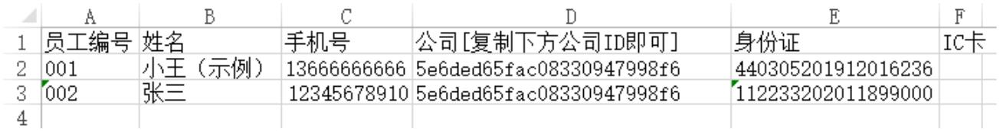 A B C D E F
1 员工编号 姓名 手机号 公司[复制下方公司ID即可] 身份证 IC卡
2 001 小王（示例） 13666666666 5e6ded65fac08330947998f6 440305201912016236
3 002 张三 12345678910 5e6ded65fac08330947998f6 112233202011899000
4